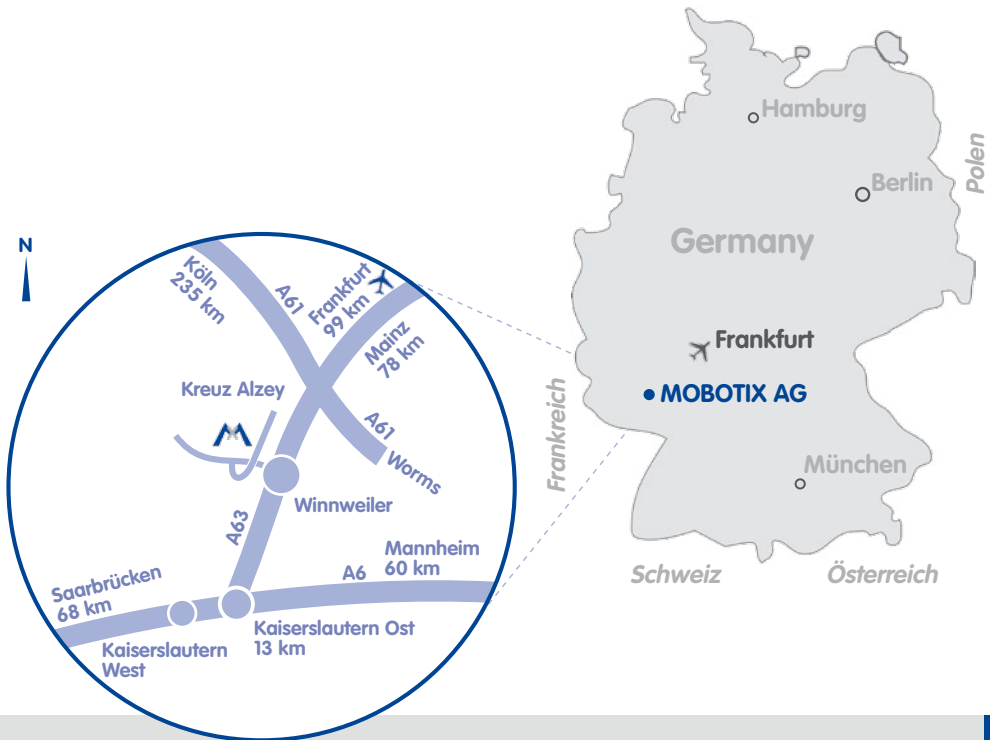 Hamburg
Polen
Berlin
Germany
N
Köln
235 km
A61
Frankfurt
99 km
Mainz
78 km
Frankfurt
Kreuz Alzey
MOBOTIX AG
Frankreich
A61
Worms
München
Winnweiler
A63
Mannheim
60 km
A6
Schweiz
Österreich
Saarbrücken
68 km
Kaiserslautern Ost
13 km
Kaiserslautern
West